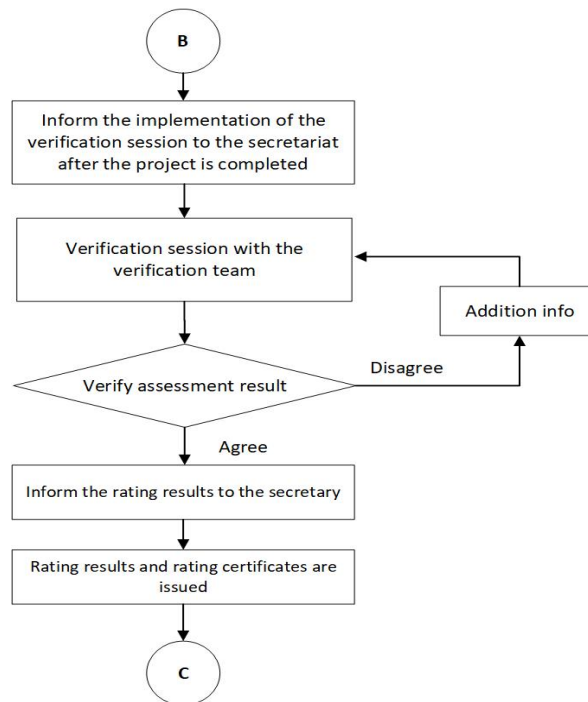 B
Inform the implementation of the
verification session to the secretariat
after the project is completed
Verification session with the
verification team
Addition info
Verify assessment result
Disagree
Agree
Inform the rating results to the secretary
Rating results and rating certificates are
issued
C